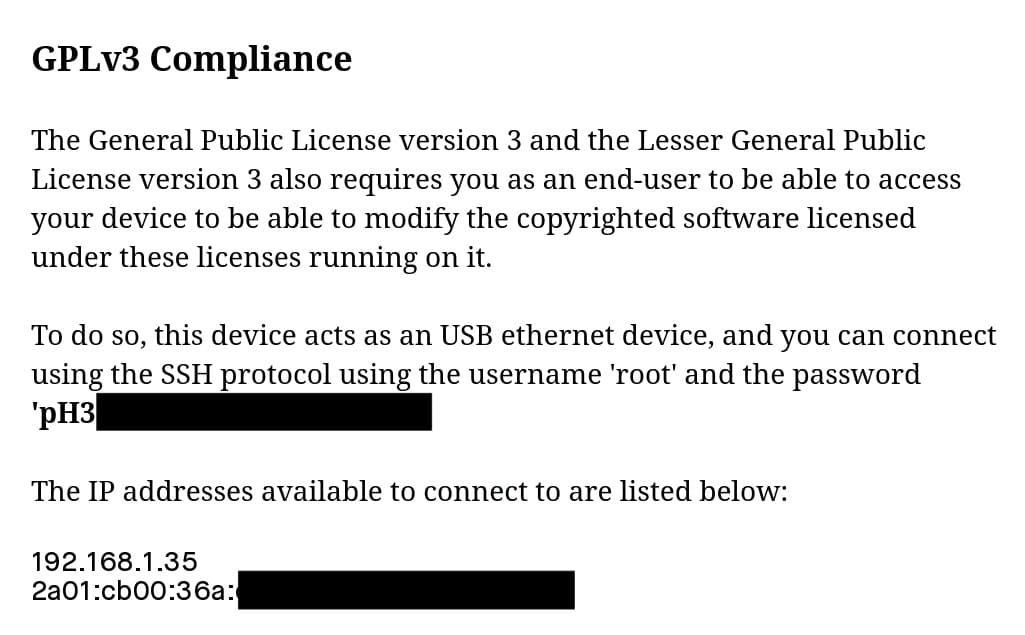 GPLv3 Compliance
The General Public License version 3 and the Lesser General Public
License version 3 also requires you as an end-user to be able to access
your device to be able to modify the copyrighted software licensed
under these licenses running on it.
To do so, this device acts as an USB ethernet device, and you can connect
using the SSH protocol using the username 'root' and the password
'pH3
The IP addresses available to connect to are listed below:
192.168.1.35
2a01:cb00:36a: